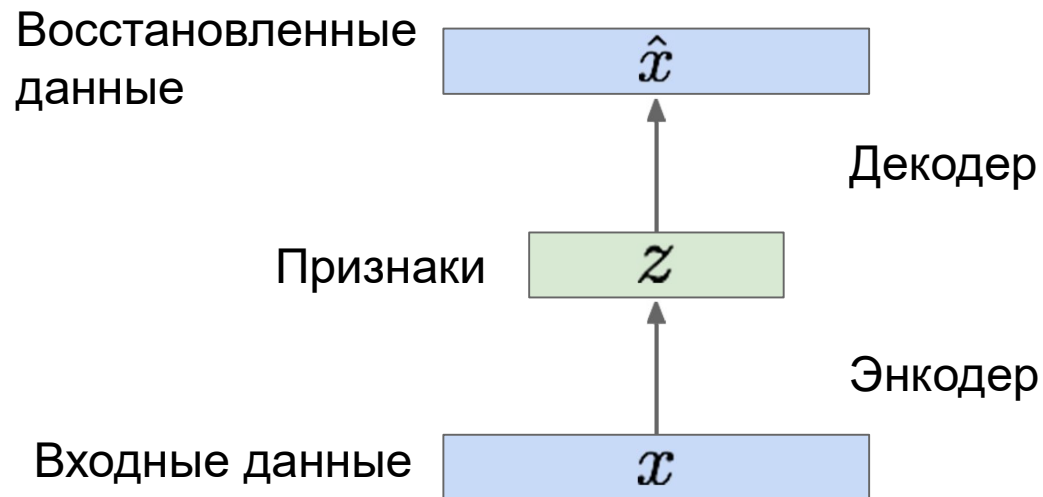 Восстановленные
данные
x̂
Декодер
Признаки
z
Энкодер
Входные данные
x